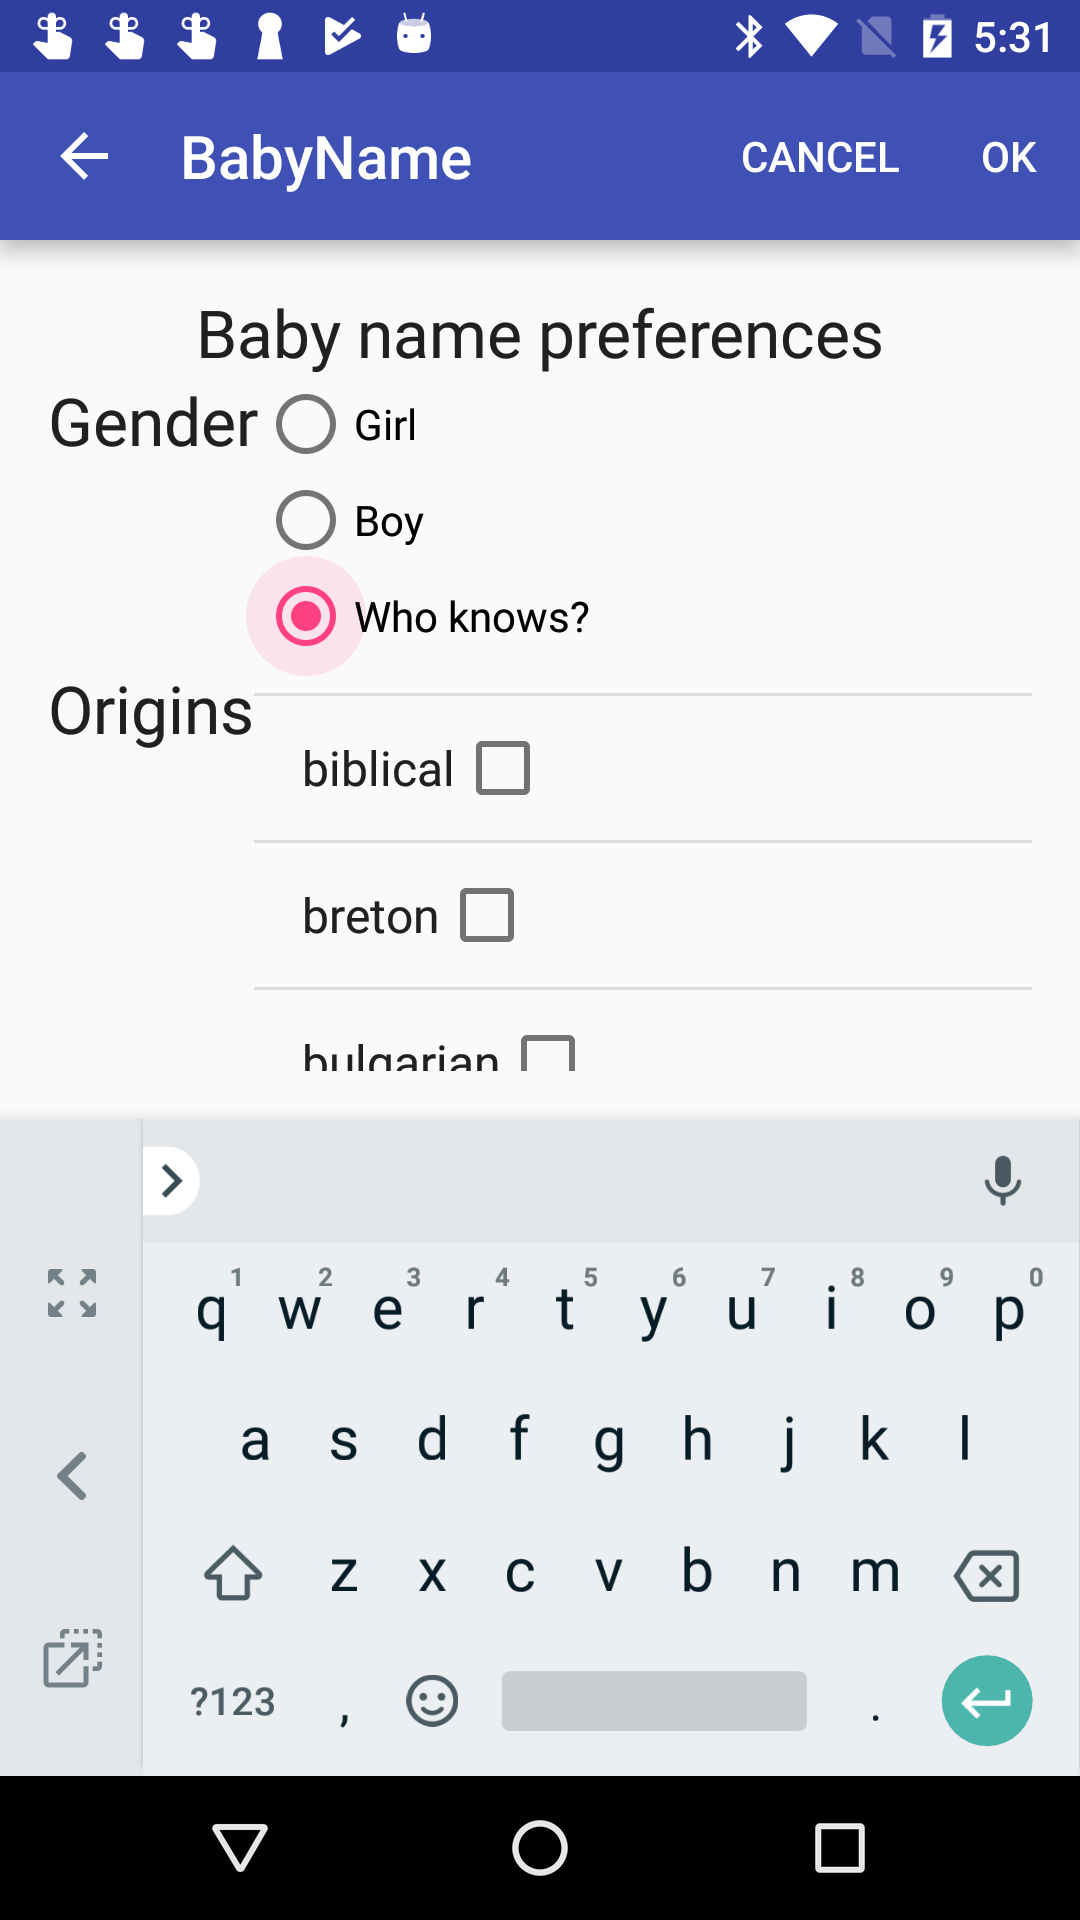 5:31
BabyName CANCEL OK
Baby name preferences
Gender Girl
Boy
Who knows?
Origins
biblical
breton
bulgarian
1 2 3 4 5 6 7 8 9 0
q w e r t y u i o p
a s d f g h j k l
z x c v b n m
?123 , .